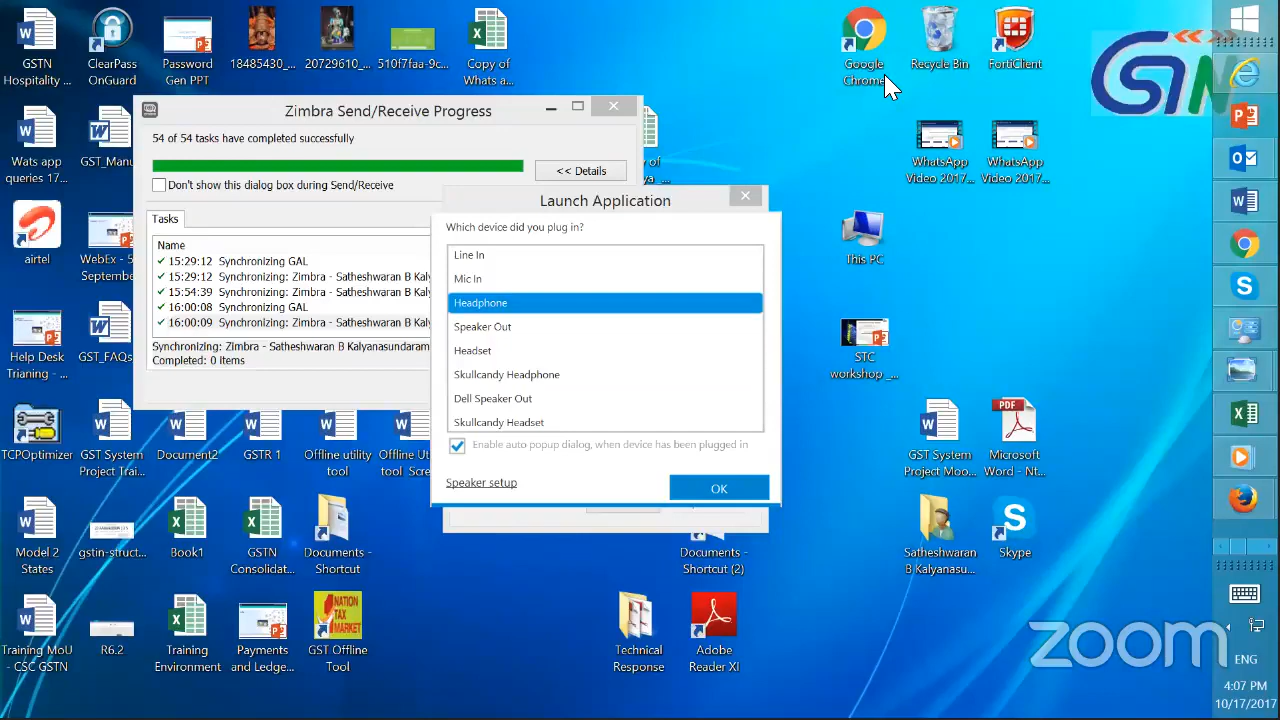 GSTN
Hospitality ...
ClearPass
OnGuard
Password
Gen PPT
18485430_...
20729610_...
510f7faa-9c...
Copy of
Whats a...
Google
Chrome
Recycle Bin
FortiClient
Zimbra Send/Receive Progress
54 of 54 tasks have completed successfully
<< Details
Don't show this dialog box during Send/Receive
Tasks
Name
15:29:12 Synchronizing GAL
15:29:12 Synchronizing: Zimbra - Satheshwaran B Kaly
15:54:39 Synchronizing: Zimbra - Satheshwaran B Kaly
16:00:08 Synchronizing GAL
16:00:09 Synchronizing: Zimbra - Satheshwaran B Kaly
Synchronizing: Zimbra - Satheshwaran B Kalyanasundaram
Completed: 0 items
Launch Application
Which device did you plug in?
Line In
Mic In
Headphone
Speaker Out
Headset
Skullcandy Headphone
Dell Speaker Out
Skullcandy Headset
Enable auto popup dialog, when device has been plugged in
Speaker setup
OK
Wats app
queries 17...
GST_Manu
of
WhatsApp
Video 2017...
WhatsApp
Video 2017...
airtel
WebEx - 5
September
This PC
Help Desk
Trianing - ...
GST_FAQs
STC
workshop _...
TCPOptimizer
GST System
Project Trai...
Document2
GSTR 1
Offline utility
tool
Offline Uti
tool_Scre
GST System
Project Moo...
PDF
Microsoft
Word - Nt...
Model 2
States
gstin-struct...
Book1
GSTN
Consolidat...
Documents -
Shortcut
Documents -
Shortcut (2)
Satheshwaran
B Kalyanasu...
Skype
Training MoU
- CSC GSTN
R6.2
Training
Environment
Payments
and Ledge...
NATION
TAX
MARKET
GST Offline
Tool
Technical
Response
Adobe
Reader XI
zoom
ENG
4:07 PM
10/17/2017